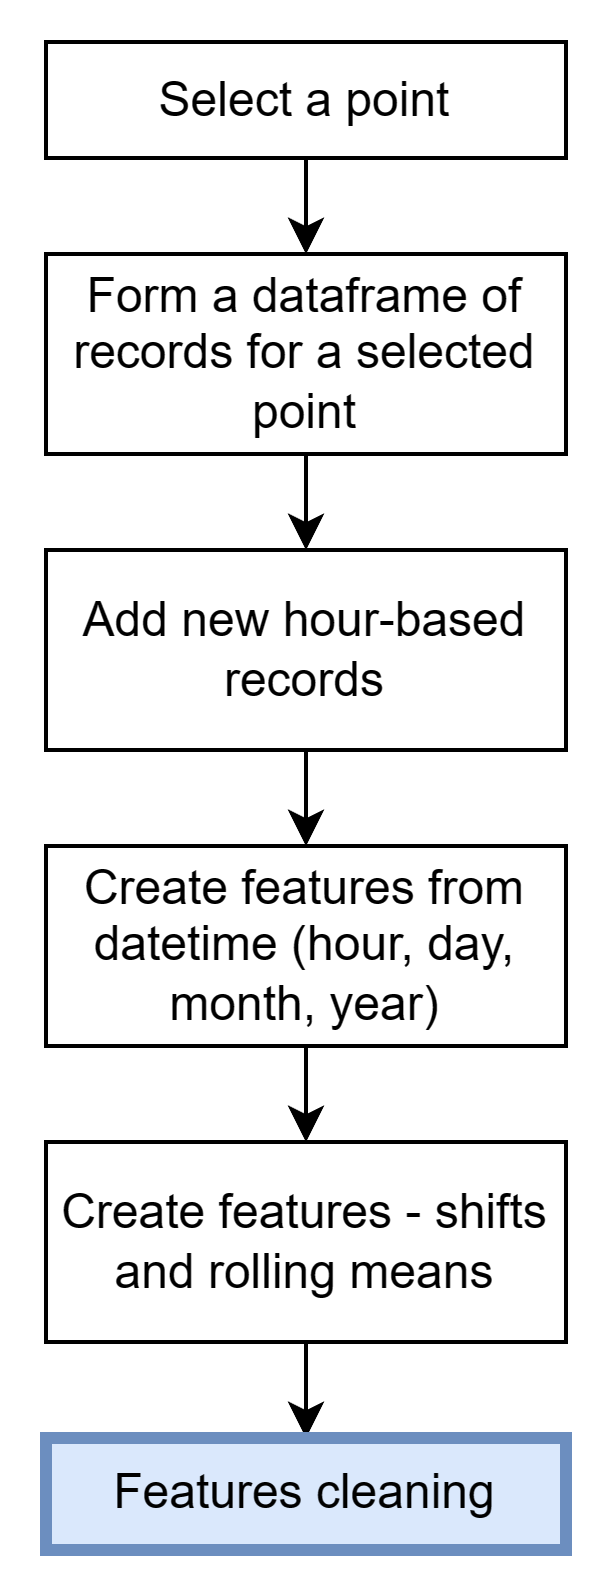 Select a point
Form a dataframe of
records for a selected
point
Add new hour-based
records
Create features from
datetime (hour, day,
month, year)
Create features - shifts
and rolling means
Features cleaning